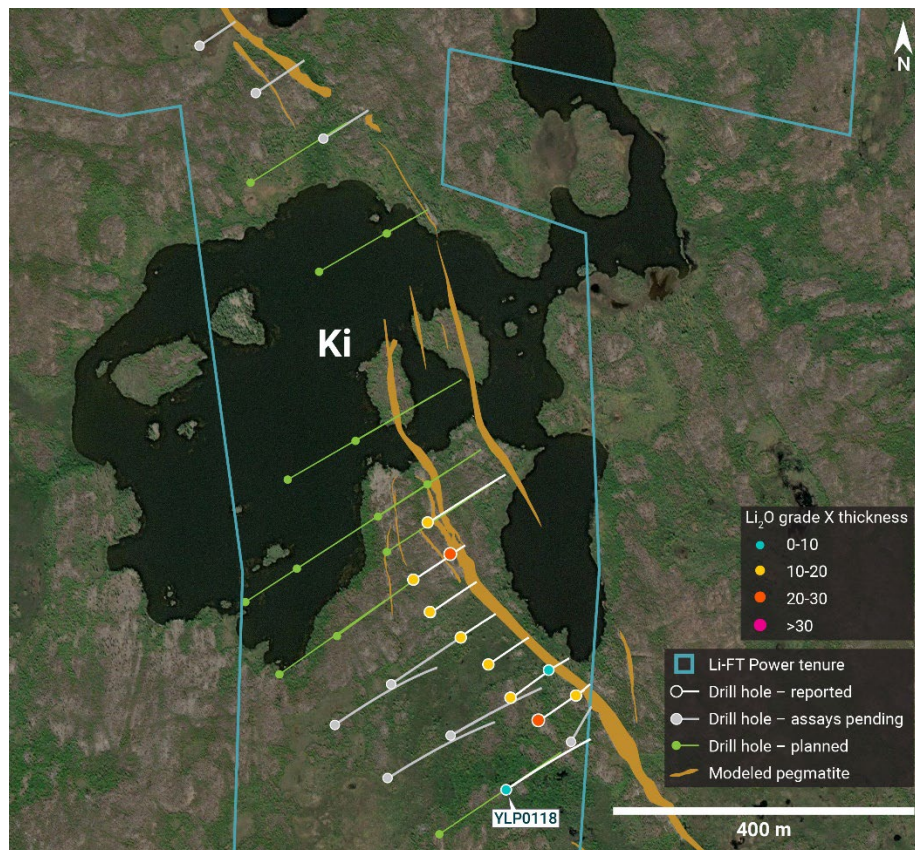 N
Ki
Li₂O grade X thickness
0-10
10-20
20-30
>30
Li-FT Power tenure
Drill hole – reported
Drill hole – assays pending
Drill hole – planned
Modeled pegmatite
YLP0118
400 m